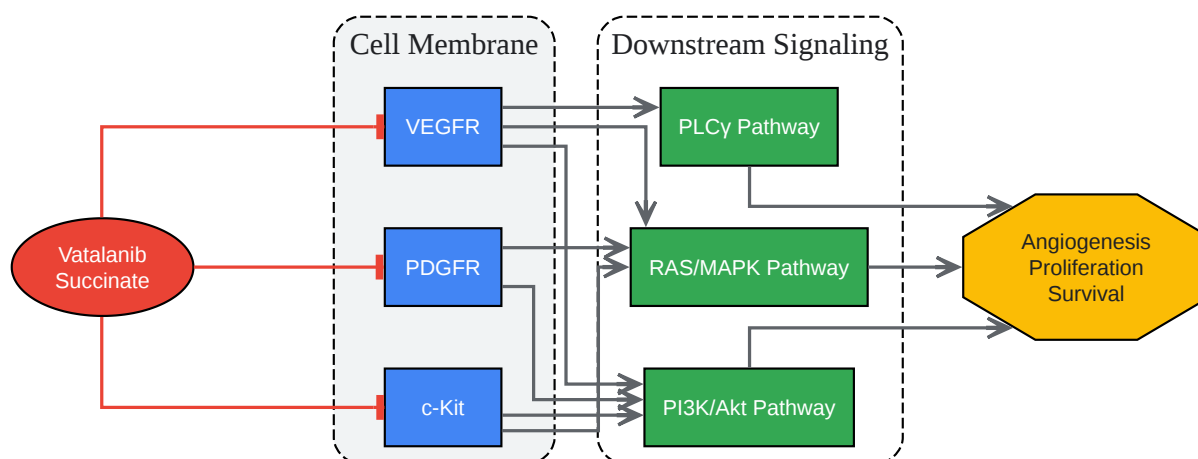 Cell Membrane
Downstream Signaling
VEGFR
PLCγ Pathway
Vatalanib
Succinate
PDGFR
RAS/MAPK Pathway
Angiogenesis
Proliferation
Survival
c-Kit
PI3K/Akt Pathway